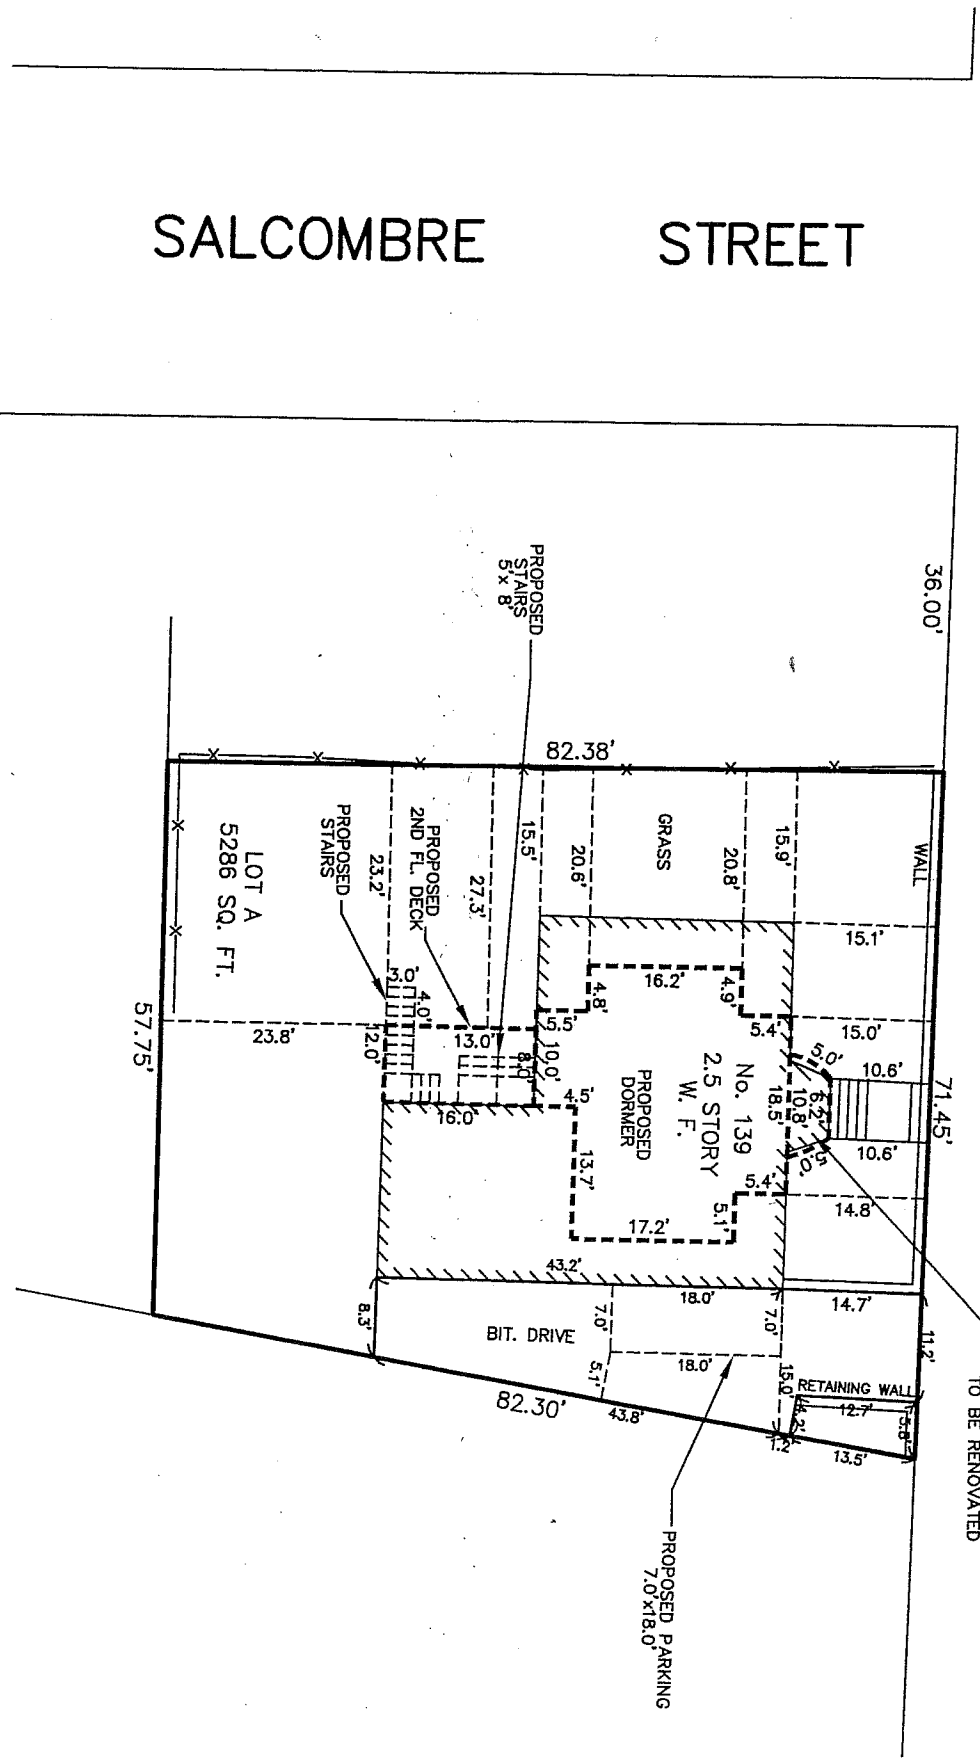 SALCOMBRE STREET
36.00'
PROPOSED
STAIRS
5'x 8'
82.38'
WALL
15.9'
20.8'
GRASS
20.6'
15.5'
27.3'
PROPOSED
2ND FL. DECK
23.2'
PROPOSED
STAIRS
LOT A
5286 SQ. FT.
15.1'
4.9'
16.2'
4.8'
5.5'
3.0'
4.0'
5.4'
15.0'
23.8'
12.0'
13.0'
8.0'
10.0'
57.75'
5.0'
10.6'
71.45'
6.2'
10.8'
18.5'
No. 139
2.5 STORY
W. F.
PROPOSED
DORMER
4.5'
16.0'
5.0'
10.6'
13.7'
5.4'
14.8'
5.1'
17.2'
43.2'
18.0'
14.7'
11.2'
7.0'
7.0'
8.3'
BIT. DRIVE
18.0'
5.1'
15.0'
RETAINING WALL
12.7'
5.8'
82.30'
43.8'
1.2'
13.5'
TO BE RENOVATED
PROPOSED PARKING
7.0'x18.0'